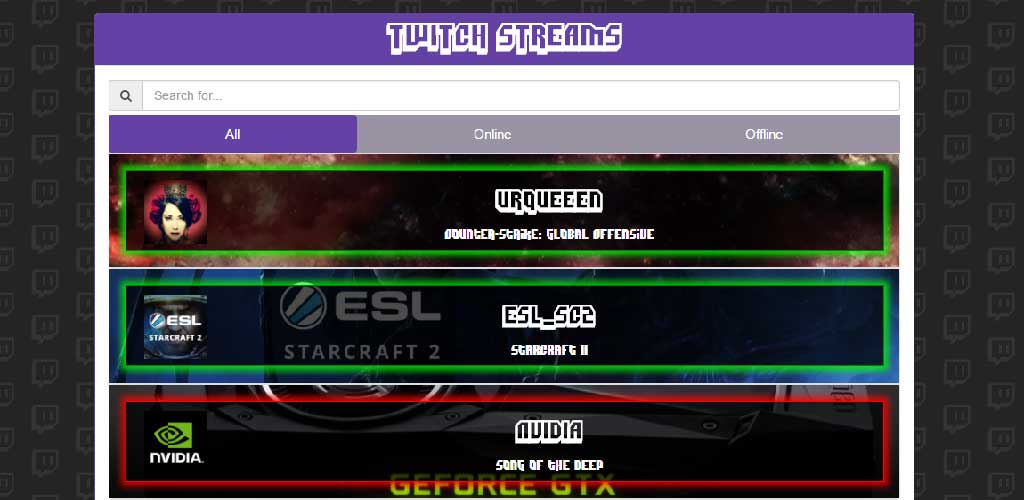 TWITCH STREAMS
Search for...
All Online Offline
URQUEEEN
COUNTER-STRIKE: GLOBAL OFFENSIVE
ESL
STARCRAFT 2
ESL
STARCRAFT 2
ESL_SC2
STARCRAFT II
NVIDIA.
NVIDIA
SONG OF THE DEEP
GEFORCE GTX